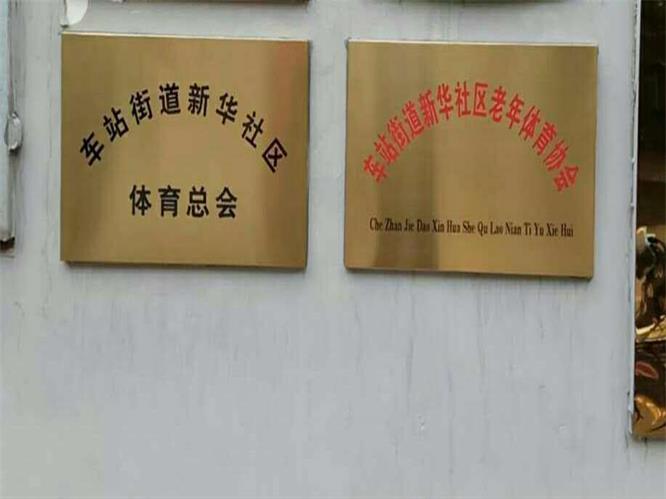 车站街道新华社区
体育总会
车站街道新华社区老年体育协会
Che Zhan Jie Dao Xin Hua She Qu Lao Nian Ti Yu Xie Hui